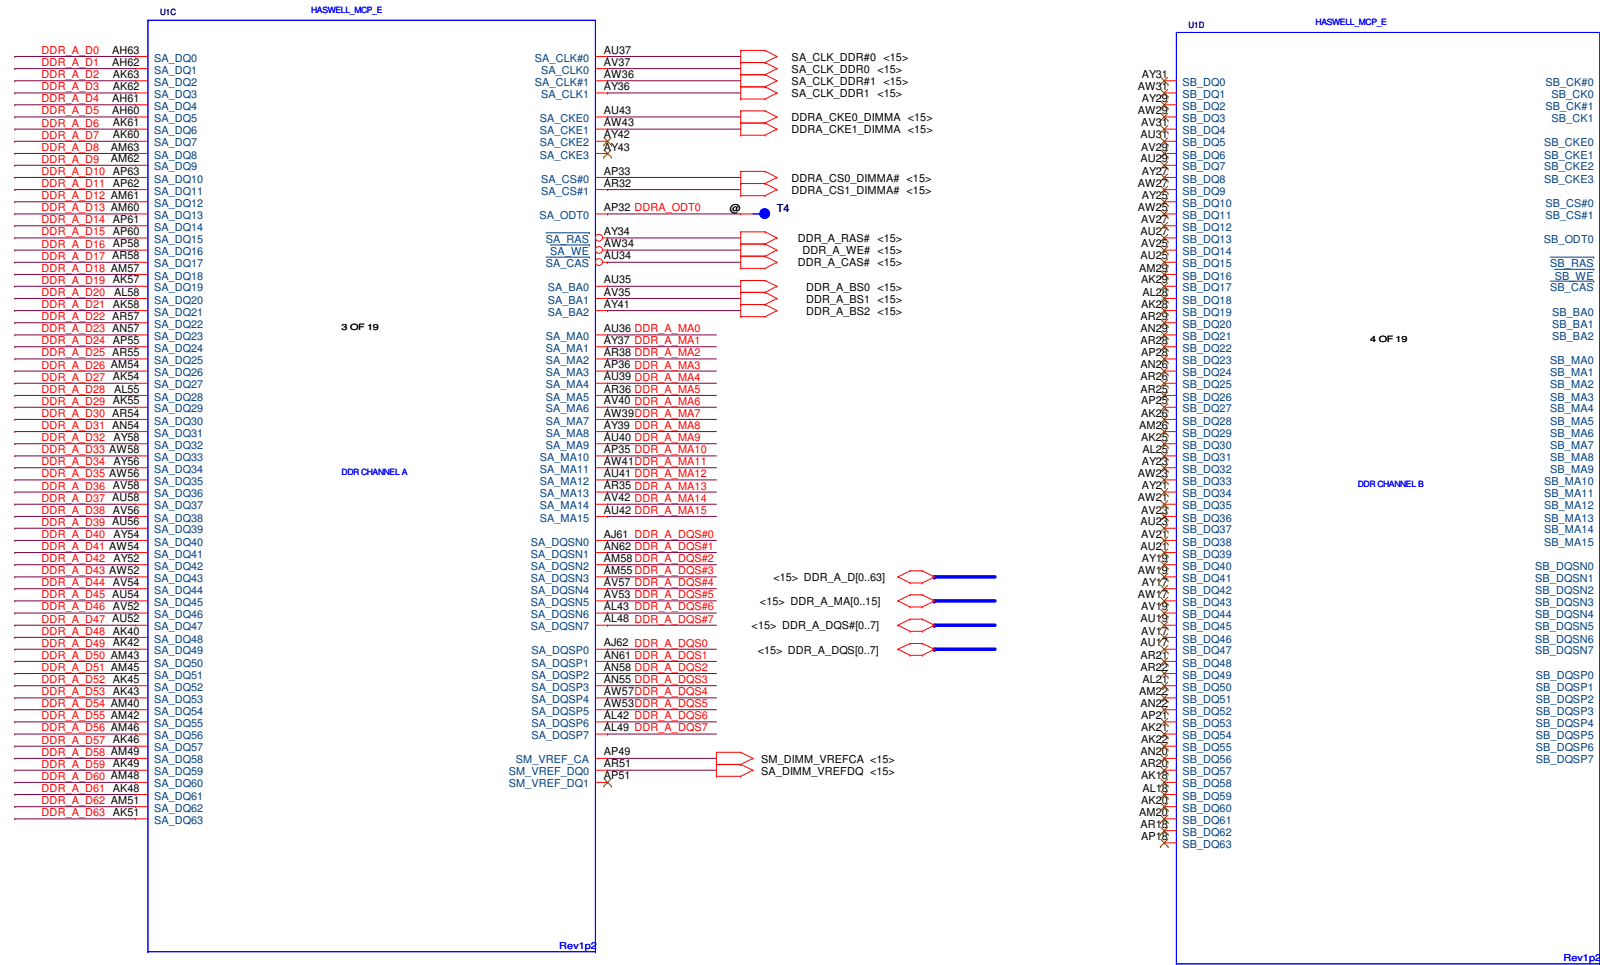 U1C
HASWELL_MCP_E
DDR_A_D0 AH63 SA_DQ0
DDR_A_D1 AH62 SA_DQ1
DDR_A_D2 AK63 SA_DQ2
DDR_A_D3 AK62 SA_DQ3
DDR_A_D4 AH61 SA_DQ4
DDR_A_D5 AH60 SA_DQ5
DDR_A_D6 AK61 SA_DQ6
DDR_A_D7 AK60 SA_DQ7
DDR_A_D8 AM63 SA_DQ8
DDR_A_D9 AM62 SA_DQ9
DDR_A_D10 AP63 SA_DQ10
DDR_A_D11 AP62 SA_DQ11
DDR_A_D12 AM61 SA_DQ12
DDR_A_D13 AM60 SA_DQ13
DDR_A_D14 AP61 SA_DQ14
DDR_A_D15 AP60 SA_DQ15
DDR_A_D16 AP58 SA_DQ16
DDR_A_D17 AR58 SA_DQ17
DDR_A_D18 AM57 SA_DQ18
DDR_A_D19 AK57 SA_DQ19
DDR_A_D20 AL58 SA_DQ20
DDR_A_D21 AK58 SA_DQ21
DDR_A_D22 AR57 SA_DQ22
DDR_A_D23 AN57 SA_DQ23
DDR_A_D24 AP55 SA_DQ24
DDR_A_D25 AR55 SA_DQ25
DDR_A_D26 AM54 SA_DQ26
DDR_A_D27 AK54 SA_DQ27
DDR_A_D28 AL55 SA_DQ28
DDR_A_D29 AK55 SA_DQ29
DDR_A_D30 AR54 SA_DQ30
DDR_A_D31 AN54 SA_DQ31
DDR_A_D32 AY58 SA_DQ32
DDR_A_D33 AW58 SA_DQ33
DDR_A_D34 AY56 SA_DQ34
DDR_A_D35 AW56 SA_DQ35
DDR_A_D36 AV58 SA_DQ36
DDR_A_D37 AU58 SA_DQ37
DDR_A_D38 AV56 SA_DQ38
DDR_A_D39 AU56 SA_DQ39
DDR_A_D40 AY54 SA_DQ40
DDR_A_D41 AW54 SA_DQ41
DDR_A_D42 AY52 SA_DQ42
DDR_A_D43 AW52 SA_DQ43
DDR_A_D44 AV54 SA_DQ44
DDR_A_D45 AU54 SA_DQ45
DDR_A_D46 AV52 SA_DQ46
DDR_A_D47 AU52 SA_DQ47
DDR_A_D48 AK40 SA_DQ48
DDR_A_D49 AK42 SA_DQ49
DDR_A_D50 AM43 SA_DQ50
DDR_A_D51 AM45 SA_DQ51
DDR_A_D52 AK45 SA_DQ52
DDR_A_D53 AK43 SA_DQ53
DDR_A_D54 AM40 SA_DQ54
DDR_A_D55 AM42 SA_DQ55
DDR_A_D56 AM46 SA_DQ56
DDR_A_D57 AK46 SA_DQ57
DDR_A_D58 AM49 SA_DQ58
DDR_A_D59 AK49 SA_DQ59
DDR_A_D60 AM48 SA_DQ60
DDR_A_D61 AK48 SA_DQ61
DDR_A_D62 AM51 SA_DQ62
DDR_A_D63 AK51 SA_DQ63
3 OF 19
DDR CHANNEL A
SA_CLK#0 AU37 SA_CLK_DDR#0 <15>
SA_CLK0 AV37 SA_CLK_DDR0 <15>
SA_CLK#1 AW36 SA_CLK_DDR#1 <15>
SA_CLK1 AY36 SA_CLK_DDR1 <15>
SA_CKE0 AU43 DDRA_CKE0_DIMMA <15>
SA_CKE1 AW43 DDRA_CKE1_DIMMA <15>
SA_CKE2 AY42
SA_CKE3 AY43
SA_CS#0 AP33 DDRA_CS0_DIMMA# <15>
SA_CS#1 AR32 DDRA_CS1_DIMMA# <15>
SA_ODT0 AP32 DDRA_ODT0 @ T4
SA_RAS AY34 DDR_A_RAS# <15>
SA_WE AW34 DDR_A_WE# <15>
SA_CAS AU34 DDR_A_CAS# <15>
SA_BA0 AU35 DDR_A_BS0 <15>
SA_BA1 AV35 DDR_A_BS1 <15>
SA_BA2 AY41 DDR_A_BS2 <15>
SA_MA0 AU36 DDR_A_MA0
SA_MA1 AY37 DDR_A_MA1
SA_MA2 AR38 DDR_A_MA2
SA_MA3 AP36 DDR_A_MA3
SA_MA4 AU39 DDR_A_MA4
SA_MA5 AR36 DDR_A_MA5
SA_MA6 AV40 DDR_A_MA6
SA_MA7 AW39 DDR_A_MA7
SA_MA8 AY39 DDR_A_MA8
SA_MA9 AU40 DDR_A_MA9
SA_MA10 AP35 DDR_A_MA10
SA_MA11 AW41 DDR_A_MA11
SA_MA12 AU41 DDR_A_MA12
SA_MA13 AR35 DDR_A_MA13
SA_MA14 AV42 DDR_A_MA14
SA_MA15 AU42 DDR_A_MA15
SA_DQSN0 AJ61 DDR_A_DQS#0
SA_DQSN1 AN62 DDR_A_DQS#1
SA_DQSN2 AM58 DDR_A_DQS#2
SA_DQSN3 AM55 DDR_A_DQS#3
SA_DQSN4 AV57 DDR_A_DQS#4
SA_DQSN5 AV53 DDR_A_DQS#5
SA_DQSN6 AL43 DDR_A_DQS#6
SA_DQSN7 AL48 DDR_A_DQS#7
SA_DQSP0 AJ62 DDR_A_DQS0
SA_DQSP1 AN61 DDR_A_DQS1
SA_DQSP2 AN58 DDR_A_DQS2
SA_DQSP3 AN55 DDR_A_DQS3
SA_DQSP4 AW57 DDR_A_DQS4
SA_DQSP5 AW53 DDR_A_DQS5
SA_DQSP6 AL42 DDR_A_DQS6
SA_DQSP7 AL49 DDR_A_DQS7
SM_VREF_CA AP49 SM_DIMM_VREFCA <15>
SM_VREF_DQ0 AR51 SA_DIMM_VREFDQ <15>
SM_VREF_DQ1 AP51
Rev1p2
<15> DDR_A_D[0..63]
<15> DDR_A_MA[0..15]
<15> DDR_A_DQS#[0..7]
<15> DDR_A_DQS[0..7]
U1D
HASWELL_MCP_E
AY31 SB_DQ0
AW31 SB_DQ1
AY29 SB_DQ2
AW29 SB_DQ3
AV31 SB_DQ4
AU31 SB_DQ5
AV29 SB_DQ6
AU29 SB_DQ7
AY27 SB_DQ8
AW27 SB_DQ9
AY25 SB_DQ10
AW25 SB_DQ11
AV27 SB_DQ12
AU27 SB_DQ13
AV25 SB_DQ14
AU25 SB_DQ15
AM29 SB_DQ16
AK29 SB_DQ17
AL28 SB_DQ18
AK28 SB_DQ19
AR29 SB_DQ20
AN29 SB_DQ21
AR28 SB_DQ22
AP28 SB_DQ23
AN26 SB_DQ24
AR26 SB_DQ25
AR25 SB_DQ26
AP25 SB_DQ27
AK26 SB_DQ28
AM26 SB_DQ29
AK25 SB_DQ30
AL25 SB_DQ31
AY23 SB_DQ32
AW23 SB_DQ33
AY21 SB_DQ34
AW21 SB_DQ35
AV23 SB_DQ36
AU23 SB_DQ37
AV21 SB_DQ38
AU21 SB_DQ39
AY19 SB_DQ40
AW19 SB_DQ41
AY17 SB_DQ42
AW17 SB_DQ43
AV19 SB_DQ44
AU19 SB_DQ45
AV17 SB_DQ46
AU17 SB_DQ47
AR21 SB_DQ48
AR22 SB_DQ49
AL21 SB_DQ50
AM22 SB_DQ51
AN22 SB_DQ52
AP21 SB_DQ53
AK21 SB_DQ54
AK22 SB_DQ55
AN20 SB_DQ56
AR20 SB_DQ57
AK18 SB_DQ58
AL18 SB_DQ59
AK20 SB_DQ60
AM20 SB_DQ61
AR18 SB_DQ62
AP18 SB_DQ63
4 OF 19
DDR CHANNEL B
SB_CK#0
SB_CK0
SB_CK#1
SB_CK1
SB_CKE0
SB_CKE1
SB_CKE2
SB_CKE3
SB_CS#0
SB_CS#1
SB_ODT0
SB_RAS
SB_WE
SB_CAS
SB_BA0
SB_BA1
SB_BA2
SB_MA0
SB_MA1
SB_MA2
SB_MA3
SB_MA4
SB_MA5
SB_MA6
SB_MA7
SB_MA8
SB_MA9
SB_MA10
SB_MA11
SB_MA12
SB_MA13
SB_MA14
SB_MA15
SB_DQSN0
SB_DQSN1
SB_DQSN2
SB_DQSN3
SB_DQSN4
SB_DQSN5
SB_DQSN6
SB_DQSN7
SB_DQSP0
SB_DQSP1
SB_DQSP2
SB_DQSP3
SB_DQSP4
SB_DQSP5
SB_DQSP6
SB_DQSP7
Rev1p2